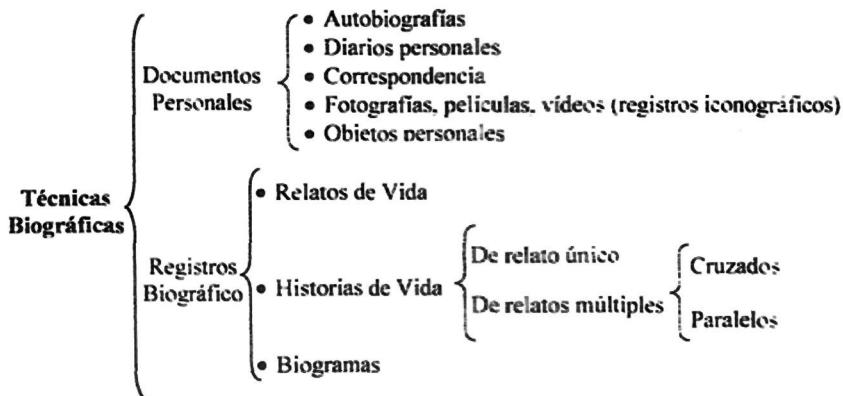 Técnicas
Biográficas
Documentos
Personales
• Autobiografías
• Diarios personales
• Correspondencia
• Fotografías, películas, vídeos (registros iconográficos)
• Objetos personales
Registros
Biográfico
• Relatos de Vida
• Historias de Vida
De relato único
De relatos múltiples
Cruzados
Paralelos
• Biogramas